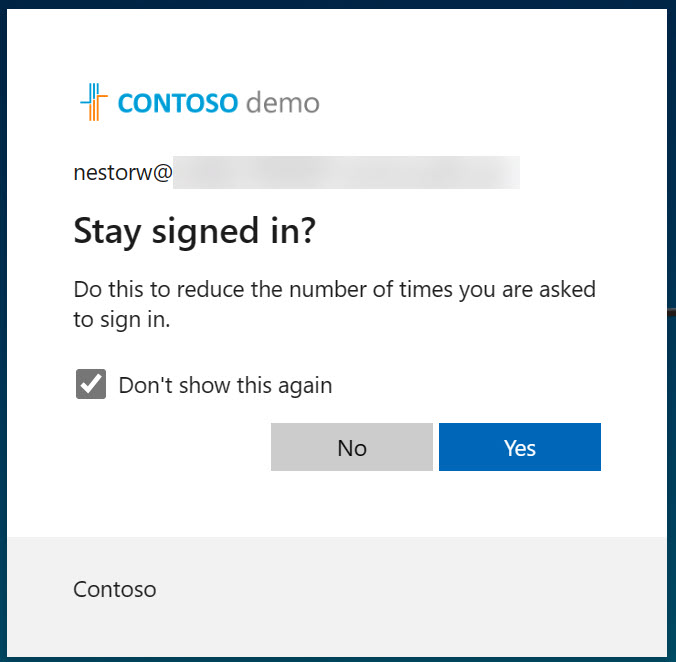 CONTOSO demo
nestorw@
Stay signed in?
Do this to reduce the number of times you are asked
to sign in.
Don't show this again
No Yes
Contoso